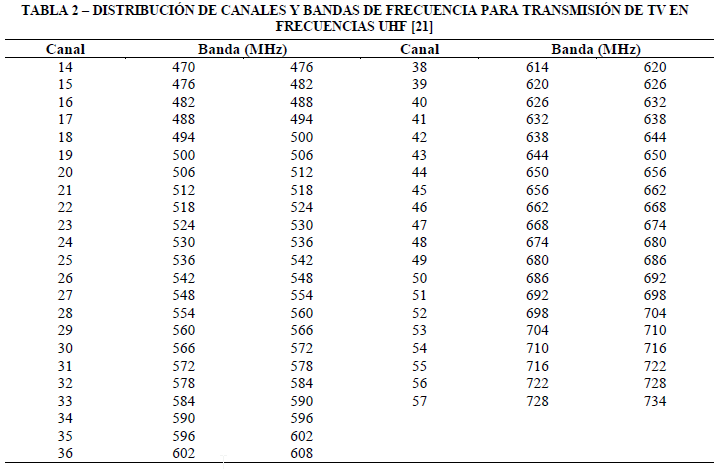 TABLA 2 – DISTRIBUCIÓN DE CANALES Y BANDAS DE FRECUENCIA PARA TRANSMISIÓN DE TV EN
FRECUENCIAS UHF [21]
Canal Banda (MHz) Canal Banda (MHz)
14 470 476 38 614 620
15 476 482 39 620 626
16 482 488 40 626 632
17 488 494 41 632 638
18 494 500 42 638 644
19 500 506 43 644 650
20 506 512 44 650 656
21 512 518 45 656 662
22 518 524 46 662 668
23 524 530 47 668 674
24 530 536 48 674 680
25 536 542 49 680 686
26 542 548 50 686 692
27 548 554 51 692 698
28 554 560 52 698 704
29 560 566 53 704 710
30 566 572 54 710 716
31 572 578 55 716 722
32 578 584 56 722 728
33 584 590 57 728 734
34 590 596
35 596 602
36 602 608